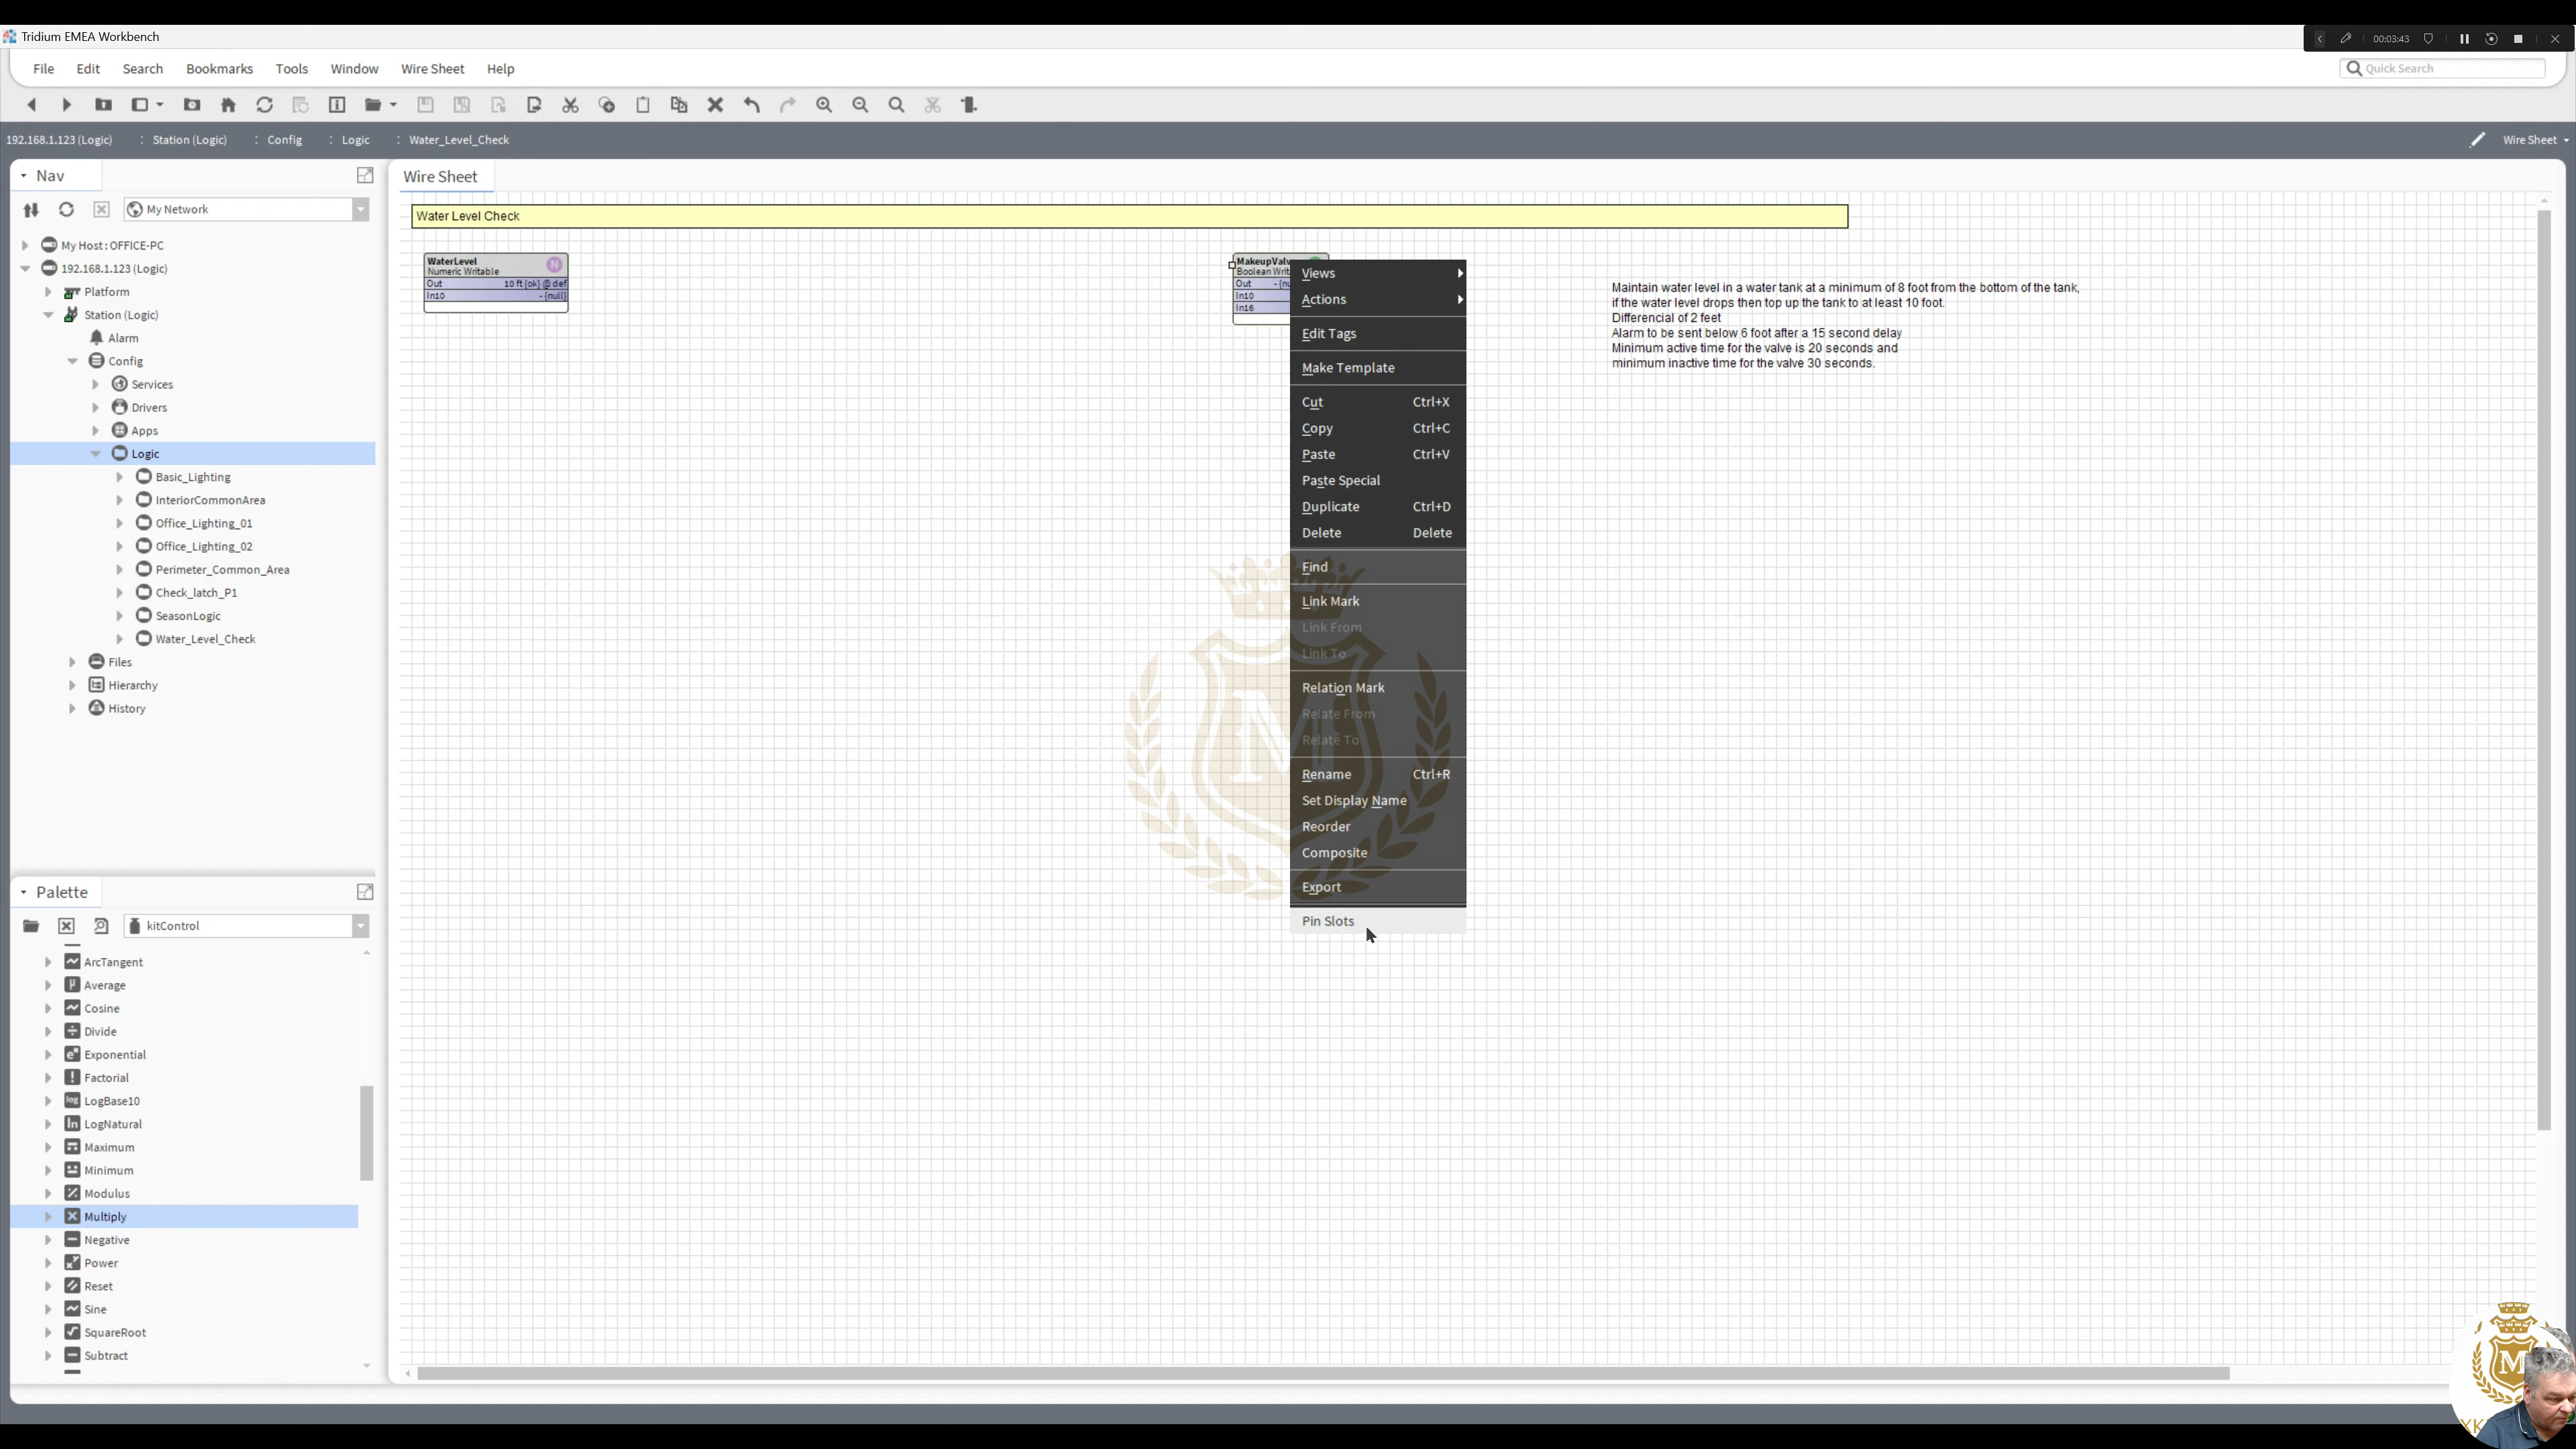 Tridium EMEA Workbench
00:03:43
File Edit Search Bookmarks Tools Window Wire Sheet Help
Quick Search
192.168.1.123 (Logic) : Station (Logic) : Config : Logic : Water_Level_Check
Wire Sheet
Nav
My Network
My Host : OFFICE-PC
192.168.1.123 (Logic)
Platform
Station (Logic)
Alarm
Config
Services
Drivers
Apps
Logic
Basic_Lighting
InteriorCommonArea
Office_Lighting_01
Office_Lighting_02
Perimeter_Common_Area
Check_latch_P1
SeasonLogic
Water_Level_Check
Files
Hierarchy
History
Palette
kitControl
ArcTangent
Average
Cosine
Divide
Exponential
Factorial
LogBase10
LogNatural
Maximum
Minimum
Modulus
Multiply
Negative
Power
Reset
Sine
SquareRoot
Subtract
Wire Sheet
Water Level Check
WaterLevel
N
Numeric Writable
Out 10 ft {ok} @ def
In10 - {null}
MakeupValv
Boolean Writ
Out - {nu
In10
In16
Views
Actions
Edit Tags
Make Template
Cut Ctrl+X
Copy Ctrl+C
Paste Ctrl+V
Paste Special
Duplicate Ctrl+D
Delete Delete
Find
Link Mark
Link From
Link To
Relation Mark
Relate From
Relate To
Rename Ctrl+R
Set Display Name
Reorder
Composite
Export
Pin Slots
Maintain water level in a water tank at a minimum of 8 foot from the bottom of the tank,
if the water level drops then top up the tank to at least 10 foot.
Differencial of 2 feet
Alarm to be sent below 6 foot after a 15 second delay
Minimum active time for the valve is 20 seconds and
minimum inactive time for the valve 30 seconds.
M
M